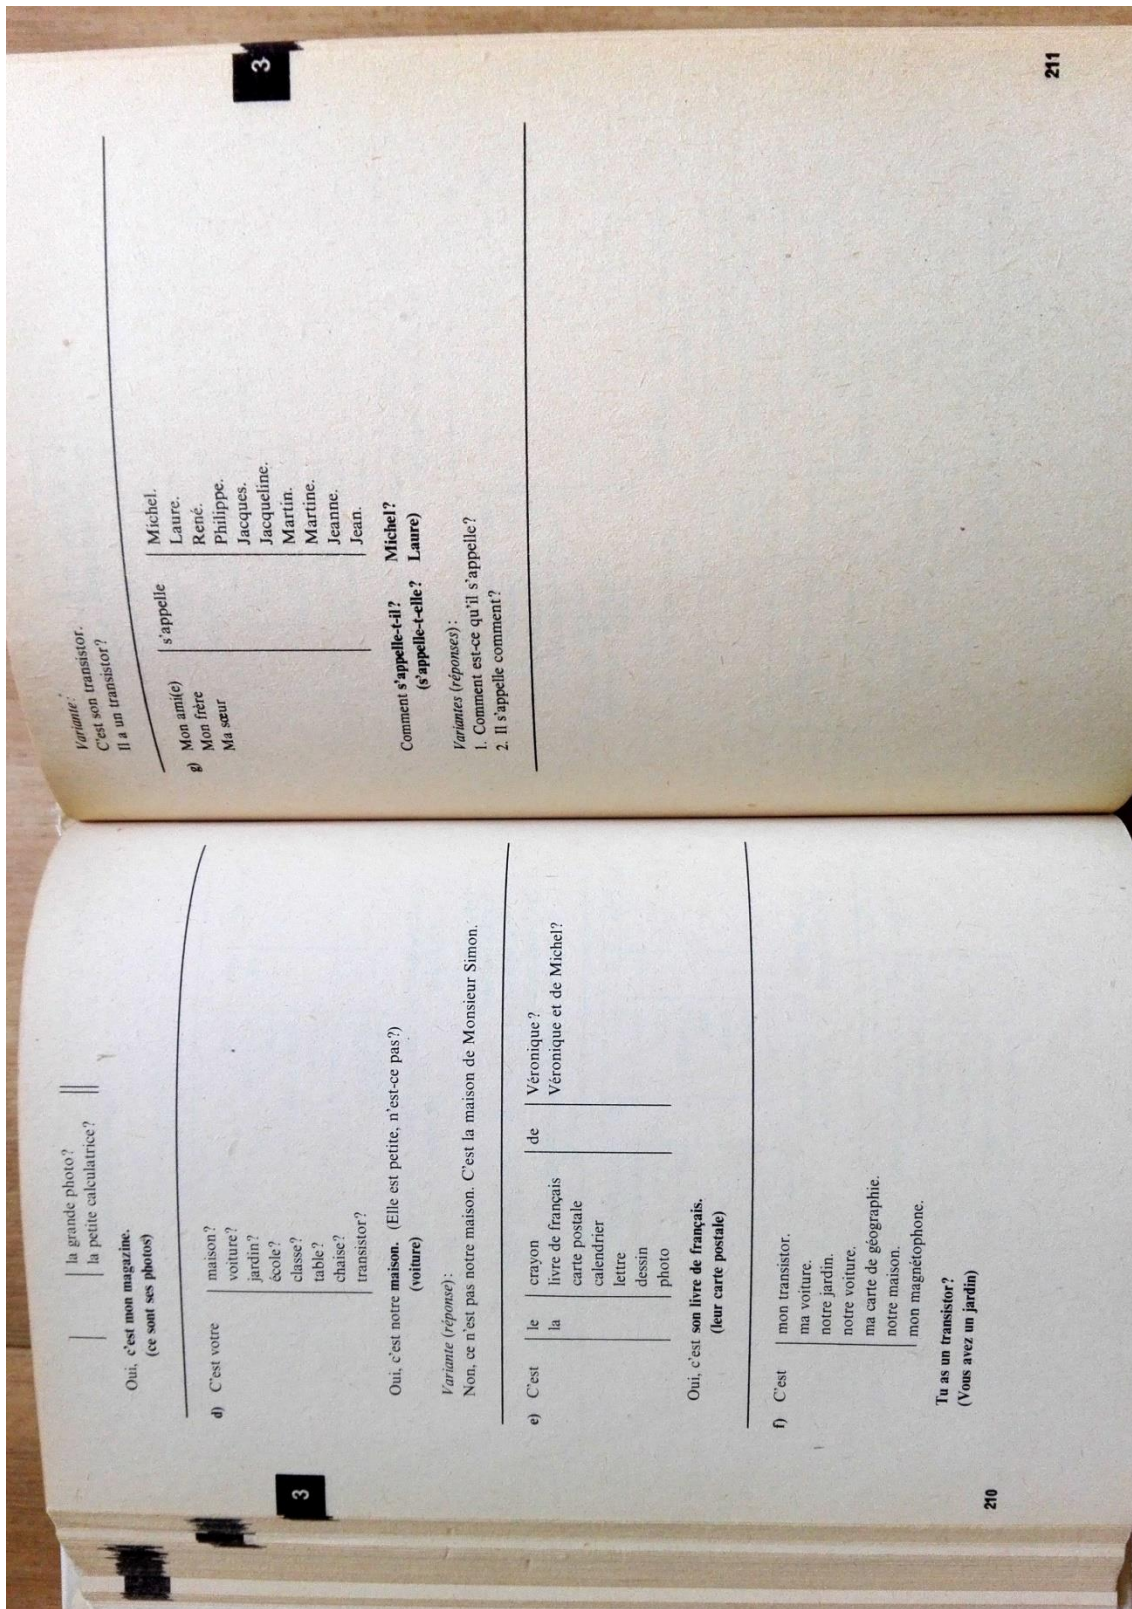 la grande photo?
la petite calculatrice?
Oui, c'est mon magazine.
(ce sont ses photos)
d) C'est votre maison?
voiture?
jardin?
école?
classe?
table?
chaise?
transistor?
Oui, c'est notre maison. (Elle est petite, n'est-ce pas?)
(voiture)
Variante (réponse):
Non, ce n'est pas notre maison. C'est la maison de Monsieur Simon.
e) C'est le crayon de Véronique?
la livre de français Véronique et de Michel?
carte postale
calendrier
lettre
dessin
photo
Oui, c'est son livre de français.
(leur carte postale)
f) C'est mon transistor.
ma voiture.
notre jardin.
notre voiture.
ma carte de géographie.
notre maison.
mon magnétophone.
Tu as un transistor?
(Vous avez un jardin)
3
210
Variante:
C'est son transistor.
Il a un transistor?
g) Mon ami(e) s'appelle Michel.
Mon frère Laure.
Ma sœur René.
Philippe.
Jacques.
Jacqueline.
Martin.
Martine.
Jeanne.
Jean.
Comment s'appelle-t-il? Michel?
(s'appelle-t-elle? Laure)
Variantes (réponses):
1. Comment est-ce qu'il s'appelle?
2. Il s'appelle comment?
3
211